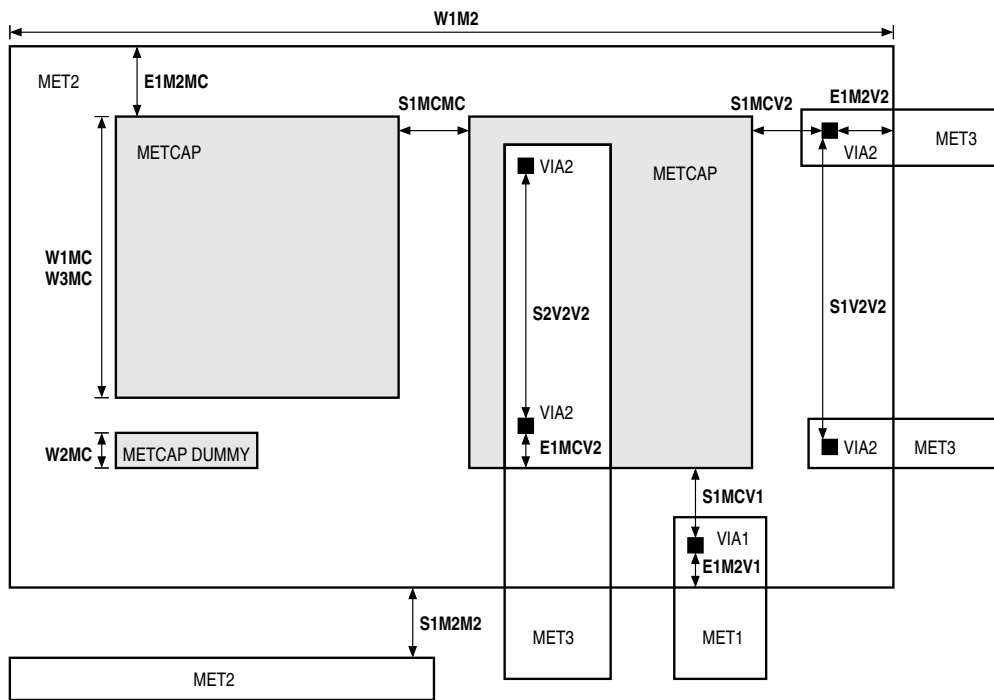 W1M2
MET2
E1M2MC
S1MCMC
S1MCV2
E1M2V2
METCAP
VIA2
METCAP
VIA2
MET3
W1MC
W3MC
S2V2V2
S1V2V2
VIA2
W2MC
METCAP DUMMY
E1MCV2
VIA2
MET3
S1MCV1
VIA1
E1M2V1
S1M2M2
MET3
MET1
MET2